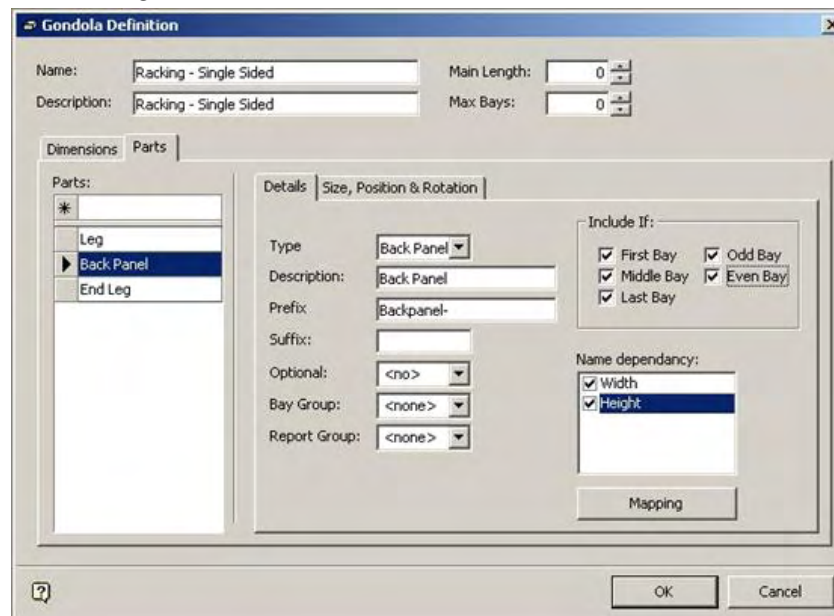 Gondola Definition
Name: Racking - Single Sided Main Length: 0
Description: Racking - Single Sided Max Bays: 0
Dimensions Parts
Parts:
Leg
Back Panel
End Leg
Details Size, Position & Rotation
Type Back Panel
Description: Back Panel
Prefix Backpanel-
Suffix:
Optional: <no>
Bay Group: <none>
Report Group: <none>
Include If:
First Bay Odd Bay
Middle Bay Even Bay
Last Bay
Name dependancy:
Width
Height
Mapping
OK Cancel